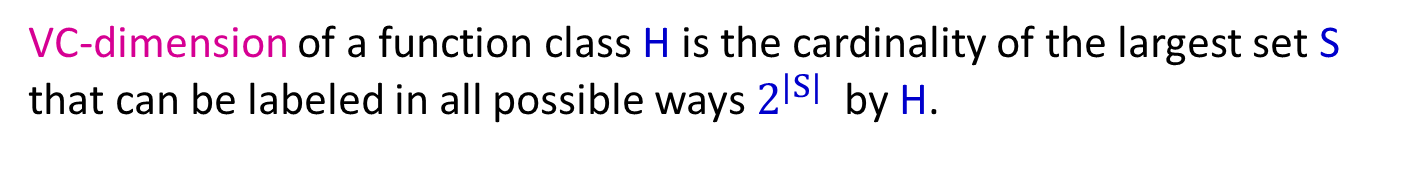 VC-dimension of a function class H is the cardinality of the largest set S
that can be labeled in all possible ways 2^|S| by H.